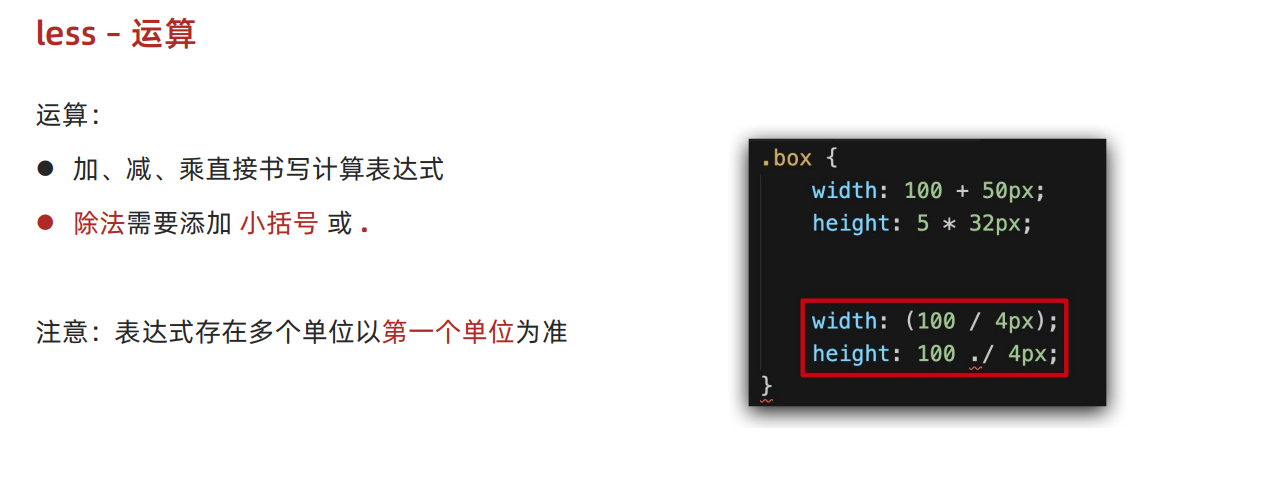 less – 运算
运算：
● 加、减、乘直接书写计算表达式
● 除法需要添加 小括号 或 .
注意：表达式存在多个单位以第一个单位为准
.box {
    width: 100 + 50px;
    height: 5 * 32px;
    width: (100 / 4px);
    height: 100 ./ 4px;
}